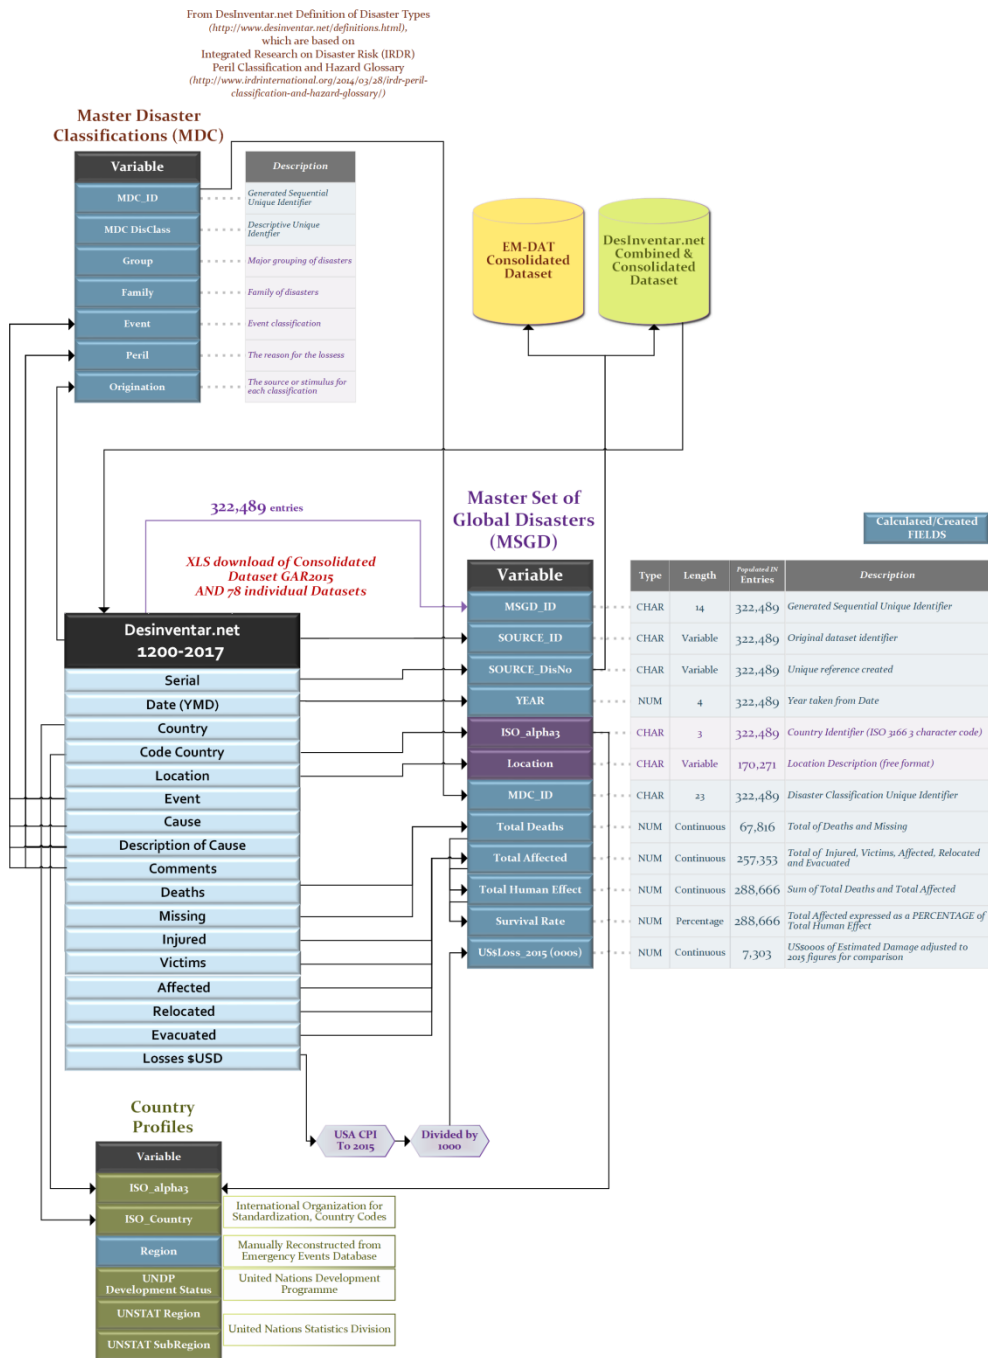 From DesInventar.net Definition of Disaster Types
(http://www.desinventar.net/definitions.html),
which are based on
Integrated Research on Disaster Risk (IRDR)
Peril Classification and Hazard Glossary
(http://www.irdrinternational.org/2014/03/28/irdr-peril-
classification-and-hazard-glossary/)
Master Disaster
Classifications (MDC)
Variable
Description
MDC_ID
Generated Sequential
Unique Identifier
MDC DisClass
Descriptive Unique
Identfier
Group
Major grouping of disasters
Family
Family of disasters
Event
Event classification
Peril
The reason for the lossess
Origination
The source or stimulus for
each classification
EM-DAT
Consolidated
Dataset
DesInventar.net
Combined &
Consolidated
Dataset
322,489 entries
XLS download of Consolidated
Dataset GAR2015
AND 78 individual Datasets
Desinventar.net
1200-2017
Serial
Date (YMD)
Country
Code Country
Location
Event
Cause
Description of Cause
Comments
Deaths
Missing
Injured
Victims
Affected
Relocated
Evacuated
Losses $USD
Master Set of
Global Disasters
(MSGD)
Calculated/Created
FIELDS
Variable
Type
Length
Populated IN
Entries
Description
MSGD_ID
CHAR
14
322,489
Generated Sequential Unique Identifier
SOURCE_ID
CHAR
Variable
322,489
Original dataset identifier
SOURCE_DisNo
CHAR
Variable
322,489
Unique reference created
YEAR
NUM
4
322,489
Year taken from Date
ISO_alpha3
CHAR
3
322,489
Country Identifier (ISO 3166 3 character code)
Location
CHAR
Variable
170,271
Location Description (free format)
MDC_ID
CHAR
23
322,489
Disaster Classification Unique Identifier
Total Deaths
NUM
Continuous
67,816
Total of Deaths and Missing
Total Affected
NUM
Continuous
257,353
Total of Injured, Victims, Affected, Relocated
and Evacuated
Total Human Effect
NUM
Continuous
288,666
Sum of Total Deaths and Total Affected
Survival Rate
NUM
Percentage
288,666
Total Affected expressed as a PERCENTAGE of
Total Human Effect
US$Loss_2015 (000s)
NUM
Continuous
7,303
US$000s of Estimated Damage adjusted to
2015 figures for comparison
USA CPI
To 2015
Divided by
1000
Country
Profiles
Variable
ISO_alpha3
ISO_Country
International Organization for
Standardization, Country Codes
Region
Manually Reconstructed from
Emergency Events Database
UNDP
Development Status
United Nations Development
Programme
UNSTAT Region
United Nations Statistics Division
UNSTAT SubRegion